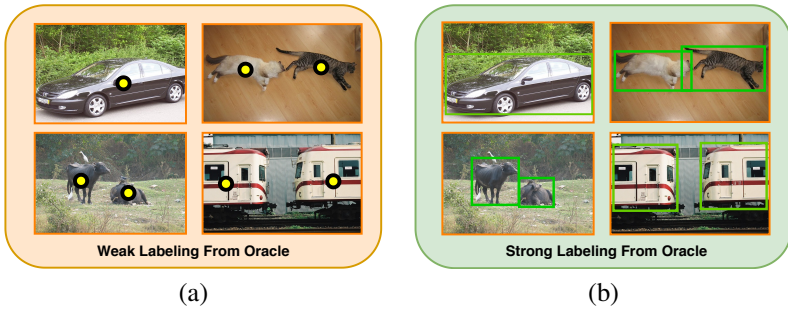 Weak Labeling From Oracle
Strong Labeling From Oracle
(a)
(b)